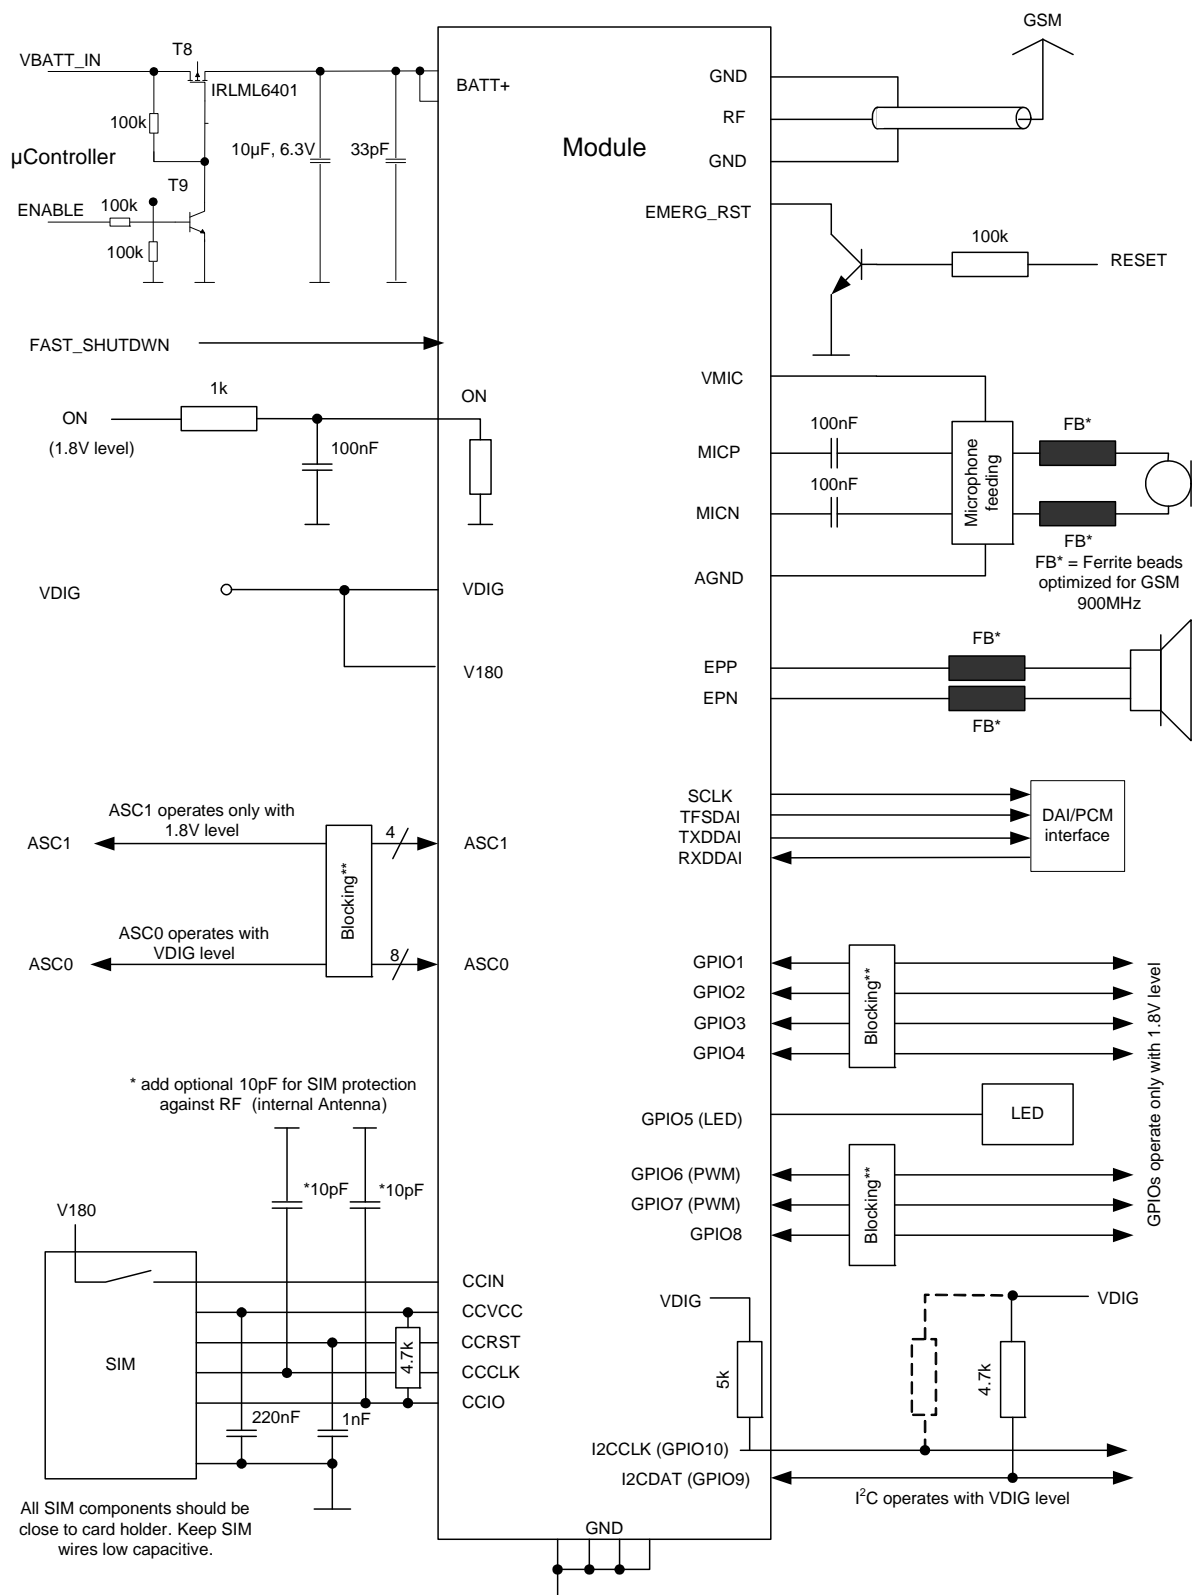 GSM
VBATT_IN
T8
IRLML6401
BATT+
GND
100k
10µF, 6.3V
33pF
Module
RF
µController
GND
T9
ENABLE
100k
100k
EMERG_RST
100k
RESET
FAST_SHUTDWN
1k
ON
ON
(1.8V level)
100nF
VMIC
100nF
MICP
100nF
MICN
Microphone
feeding
FB*
FB*
FB* = Ferrite beads
optimized for GSM
900MHz
AGND
VDIG
VDIG
V180
FB*
EPP
EPN
FB*
ASC1 operates only with
1.8V level
ASC1
4
ASC1
Blocking**
ASC0 operates with
VDIG level
ASC0
8
ASC0
SCLK
TFSDAI
TXDDAI
RXDDAI
DAI/PCM
interface
GPIO1
GPIO2
GPIO3
GPIO4
Blocking**
GPIO5 (LED)
LED
GPIO6 (PWM)
GPIO7 (PWM)
GPIO8
Blocking**
GPIOs operate only with 1.8V level
* add optional 10pF for SIM protection
against RF (internal Antenna)
*10pF
*10pF
V180
SIM
CCIN
CCVCC
CCRST
CCCLK
CCIO
4.7k
220nF
1nF
All SIM components should be
close to card holder. Keep SIM
wires low capacitive.
VDIG
VDIG
5k
4.7k
I2CCLK (GPIO10)
I2CDAT (GPIO9)
I²C operates with VDIG level
GND